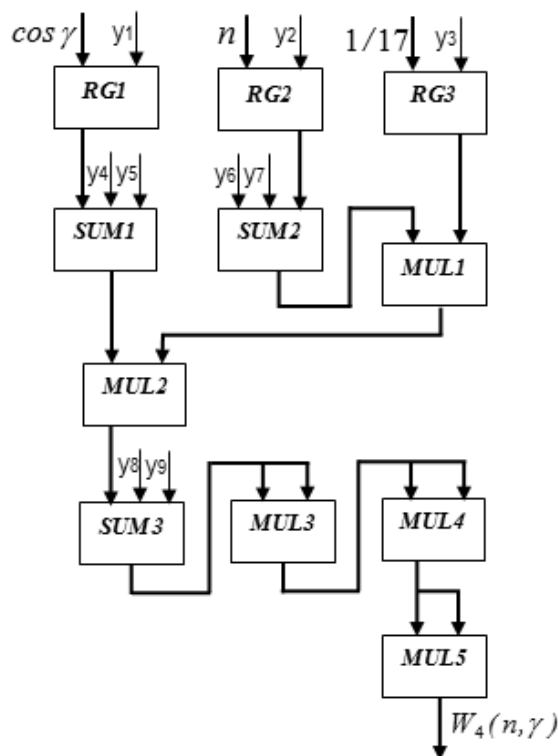 cos γ y1 n y2 1/17 y3
RG1 RG2 RG3
y4 y5 y6 y7
SUM1 SUM2 MUL1
MUL2
y8 y9
SUM3 MUL3 MUL4
MUL5
W4(n,γ)